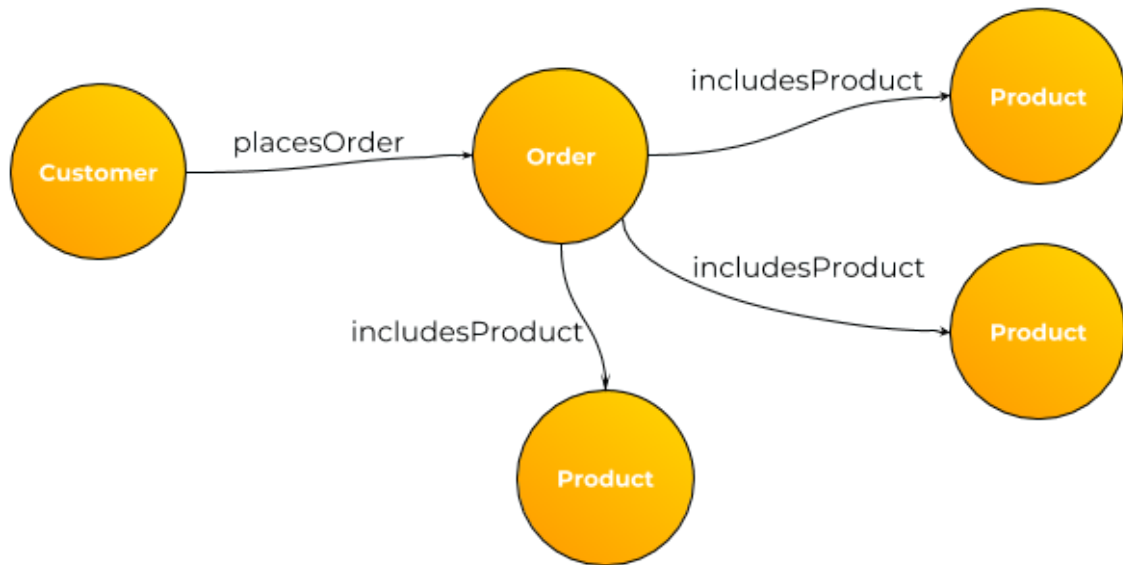 Customer
placesOrder
Order
includesProduct
Product
includesProduct
Product
includesProduct
Product